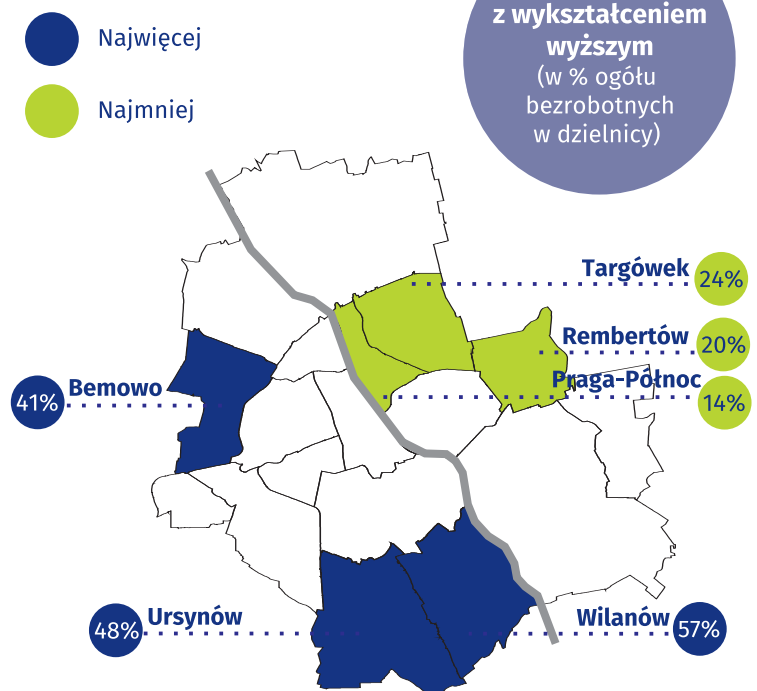 Najwięcej
Najmniej
z wykształceniem
wyższym
(w % ogółu
bezrobotnych
w dzielnicy)
Targówek
24%
Rembertów
20%
Praga-Północ
14%
Bemowo
41%
Ursynów
48%
Wilanów
57%